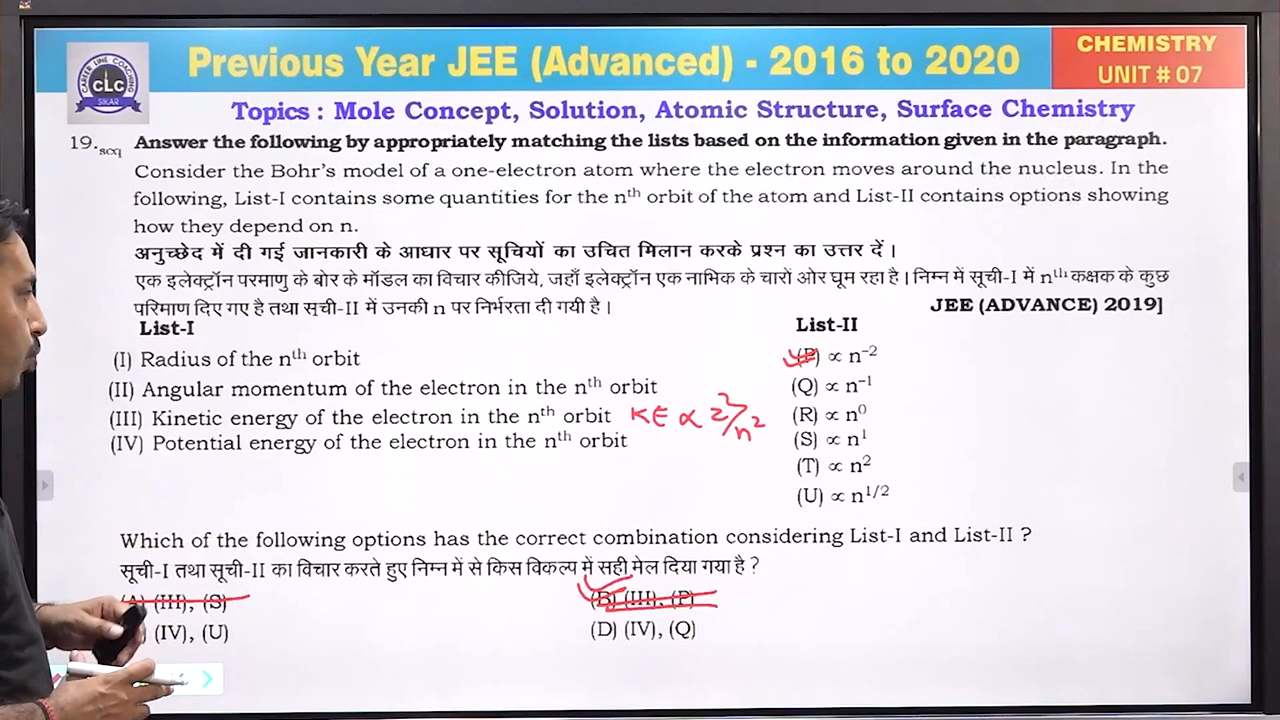 CAREER LINE COACHING
CLC
SIKAR
Previous Year JEE (Advanced) - 2016 to 2020
CHEMISTRY
UNIT # 07
Topics : Mole Concept, Solution, Atomic Structure, Surface Chemistry
19. scq Answer the following by appropriately matching the lists based on the information given in the paragraph.
Consider the Bohr's model of a one-electron atom where the electron moves around the nucleus. In the
following, List-I contains some quantities for the nᵗʰ orbit of the atom and List-II contains options showing
how they depend on n.
अनुच्छेद में दी गई जानकारी के आधार पर सूचियों का उचित मिलान करके प्रश्न का उत्तर दें।
एक इलेक्ट्रॉन परमाणु के बोर के मॉडल का विचार कीजिये, जहाँ इलेक्ट्रॉन एक नाभिक के चारों ओर घूम रहा है। निम्न में सूची-I में nᵗʰ कक्षक के कुछ
परिमाण दिए गए है तथा सूची-II में उनकी n पर निर्भरता दी गयी है।
JEE (ADVANCE) 2019]
List-I
List-II
(I) Radius of the nᵗʰ orbit
(P) ∝ n⁻²
(II) Angular momentum of the electron in the nᵗʰ orbit
(Q) ∝ n⁻¹
(III) Kinetic energy of the electron in the nᵗʰ orbit KE ∝ z²/n²
(R) ∝ n⁰
(IV) Potential energy of the electron in the nᵗʰ orbit
(S) ∝ n¹
(T) ∝ n²
(U) ∝ n¹/²
Which of the following options has the correct combination considering List-I and List-II ?
सूची-I तथा सूची-II का विचार करते हुए निम्न में से किस विकल्प में सही मेल दिया गया है ?
(A) (III), (S)
(B) (III), (P)
(IV), (U)
(D) (IV), (Q)